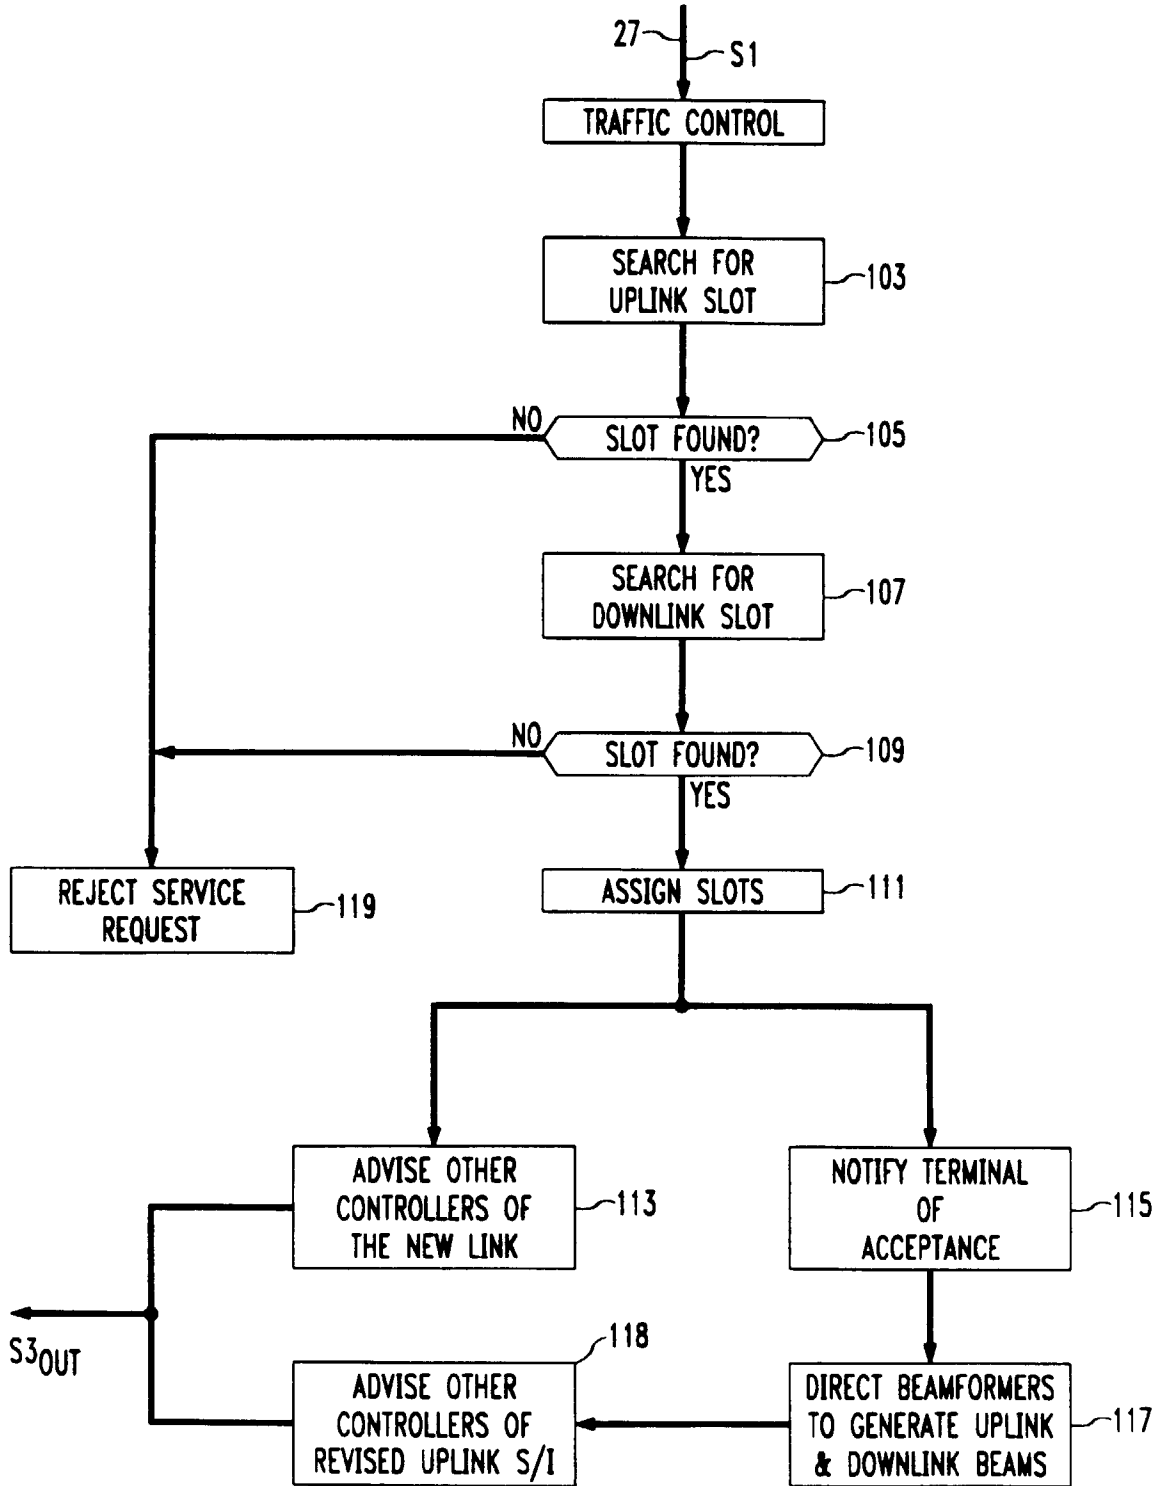 27
S1
TRAFFIC CONTROL
SEARCH FOR
UPLINK SLOT
103
NO
SLOT FOUND?
105
YES
SEARCH FOR
DOWNLINK SLOT
107
NO
SLOT FOUND?
109
YES
REJECT SERVICE
REQUEST
119
ASSIGN SLOTS
111
ADVISE OTHER
CONTROLLERS OF
THE NEW LINK
113
NOTIFY TERMINAL
OF
ACCEPTANCE
115
S3OUT
118
ADVISE OTHER
CONTROLLERS OF
REVISED UPLINK S/I
DIRECT BEAMFORMERS
TO GENERATE UPLINK
& DOWNLINK BEAMS
117